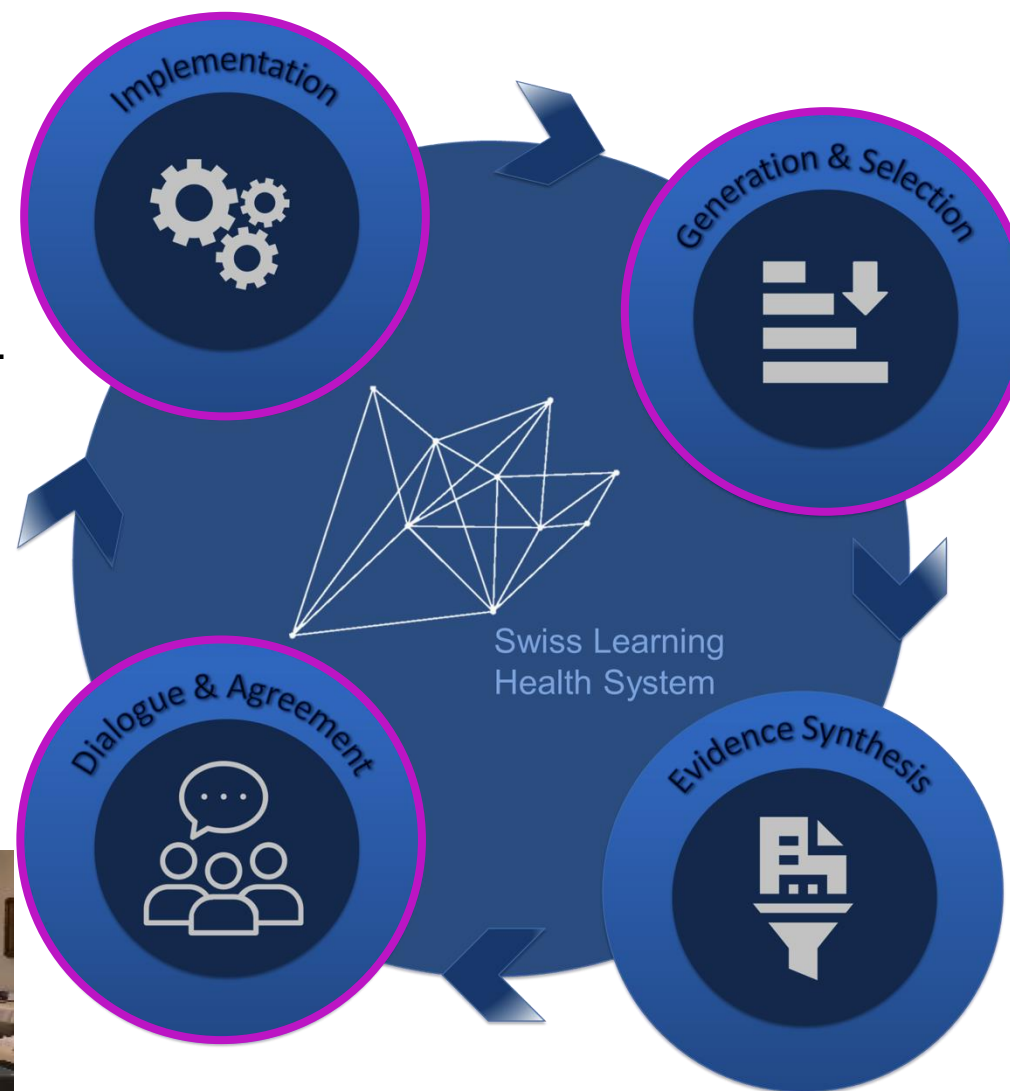 Implementation
Generation & Selection
Swiss Learning
Health System
Dialogue & Agreement
Evidence Synthesis